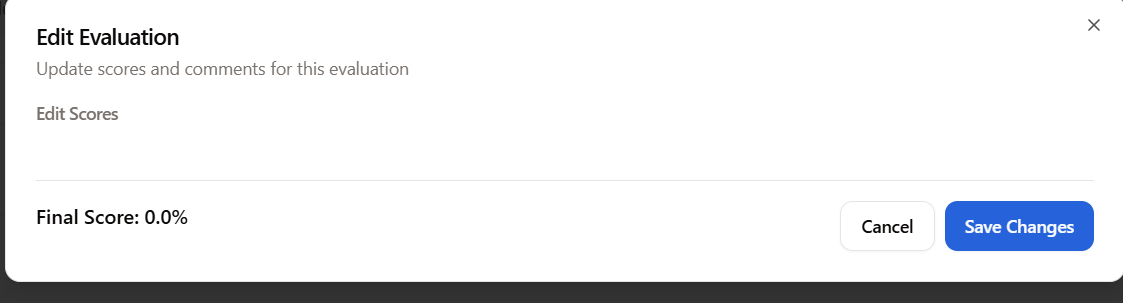 Edit Evaluation
Update scores and comments for this evaluation
Edit Scores
Final Score: 0.0%
Cancel
Save Changes